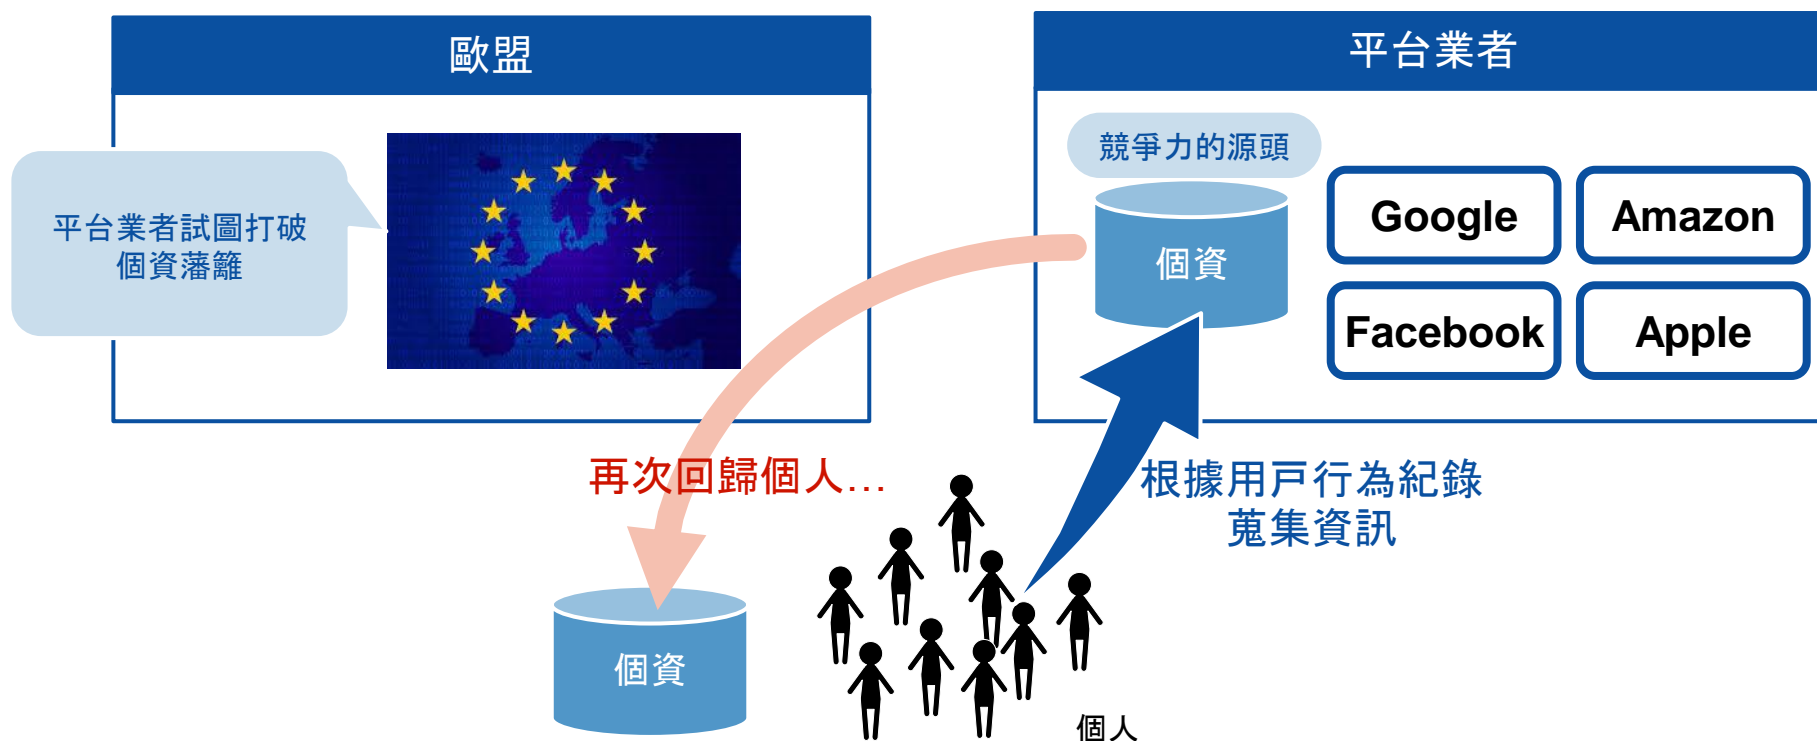 歐盟
平台業者試圖打破
個資藩籬
平台業者
競爭力的源頭
個資
Google
Amazon
Facebook
Apple
再次回歸個人...
根據用戶行為紀錄
蒐集資訊
個資
個人